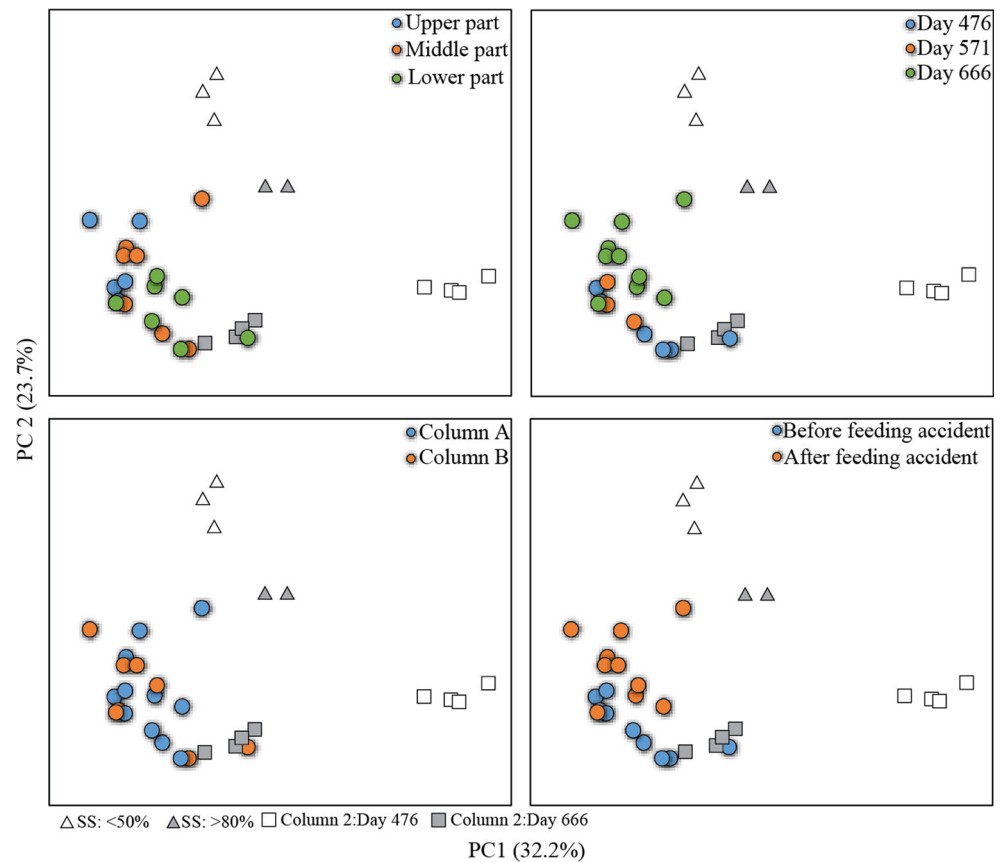 Upper part
Middle part
Lower part
Day 476
Day 571
Day 666
Column A
Column B
Before feeding accident
After feeding accident
PC 2 (23.7%)
SS: <50% SS: >80% Column 2:Day 476 Column 2:Day 666
PC1 (32.2%)